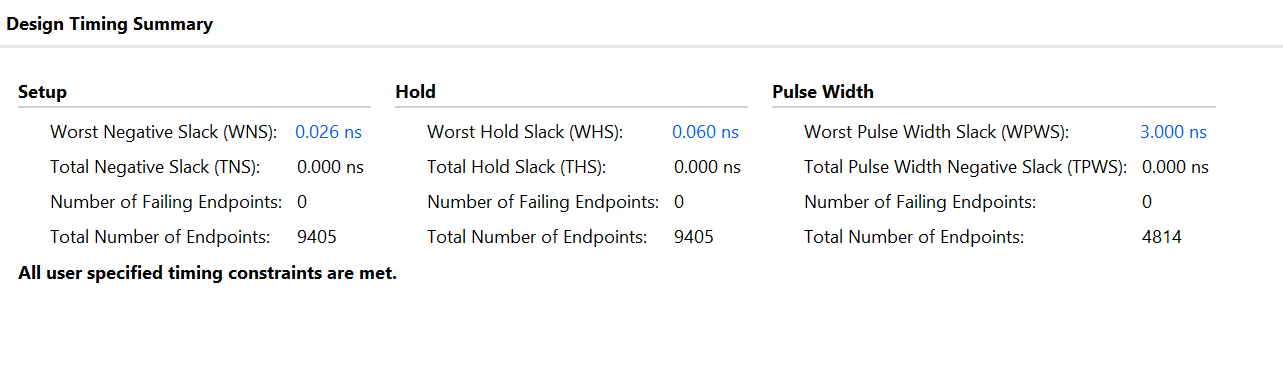 Design Timing Summary
Setup
Hold
Pulse Width
Worst Negative Slack (WNS): 0.026 ns
Worst Hold Slack (WHS): 0.060 ns
Worst Pulse Width Slack (WPWS): 3.000 ns
Total Negative Slack (TNS): 0.000 ns
Total Hold Slack (THS): 0.000 ns
Total Pulse Width Negative Slack (TPWS): 0.000 ns
Number of Failing Endpoints: 0
Number of Failing Endpoints: 0
Number of Failing Endpoints: 0
Total Number of Endpoints: 9405
Total Number of Endpoints: 9405
Total Number of Endpoints: 4814
All user specified timing constraints are met.